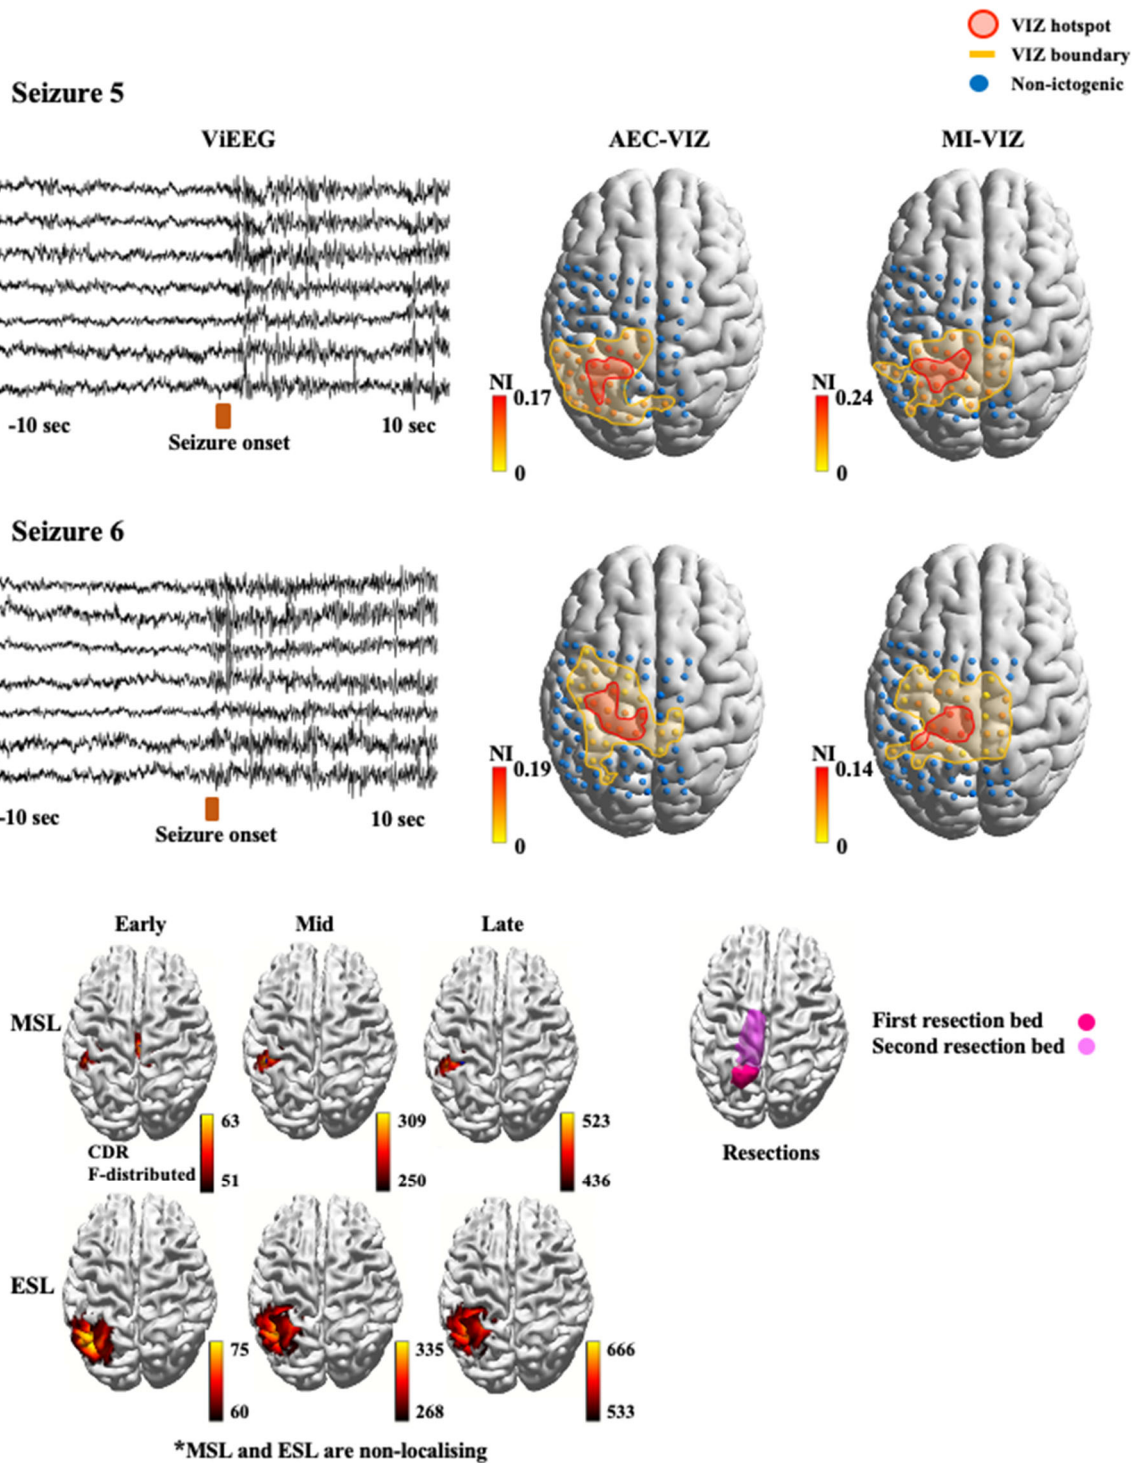 VIZ hotspot
VIZ boundary
Non-ictogenic
Seizure 5
ViEEG
AEC-VIZ
MI-VIZ
NI
0.17
0
NI
0.24
0
-10 sec
10 sec
Seizure onset
Seizure 6
NI
0.19
0
NI
0.14
0
-10 sec
10 sec
Seizure onset
Early
Mid
Late
MSL
First resection bed
Second resection bed
CDR
F-distributed
63
51
309
250
523
436
Resections
ESL
75
60
335
268
666
533
*MSL and ESL are non-localising